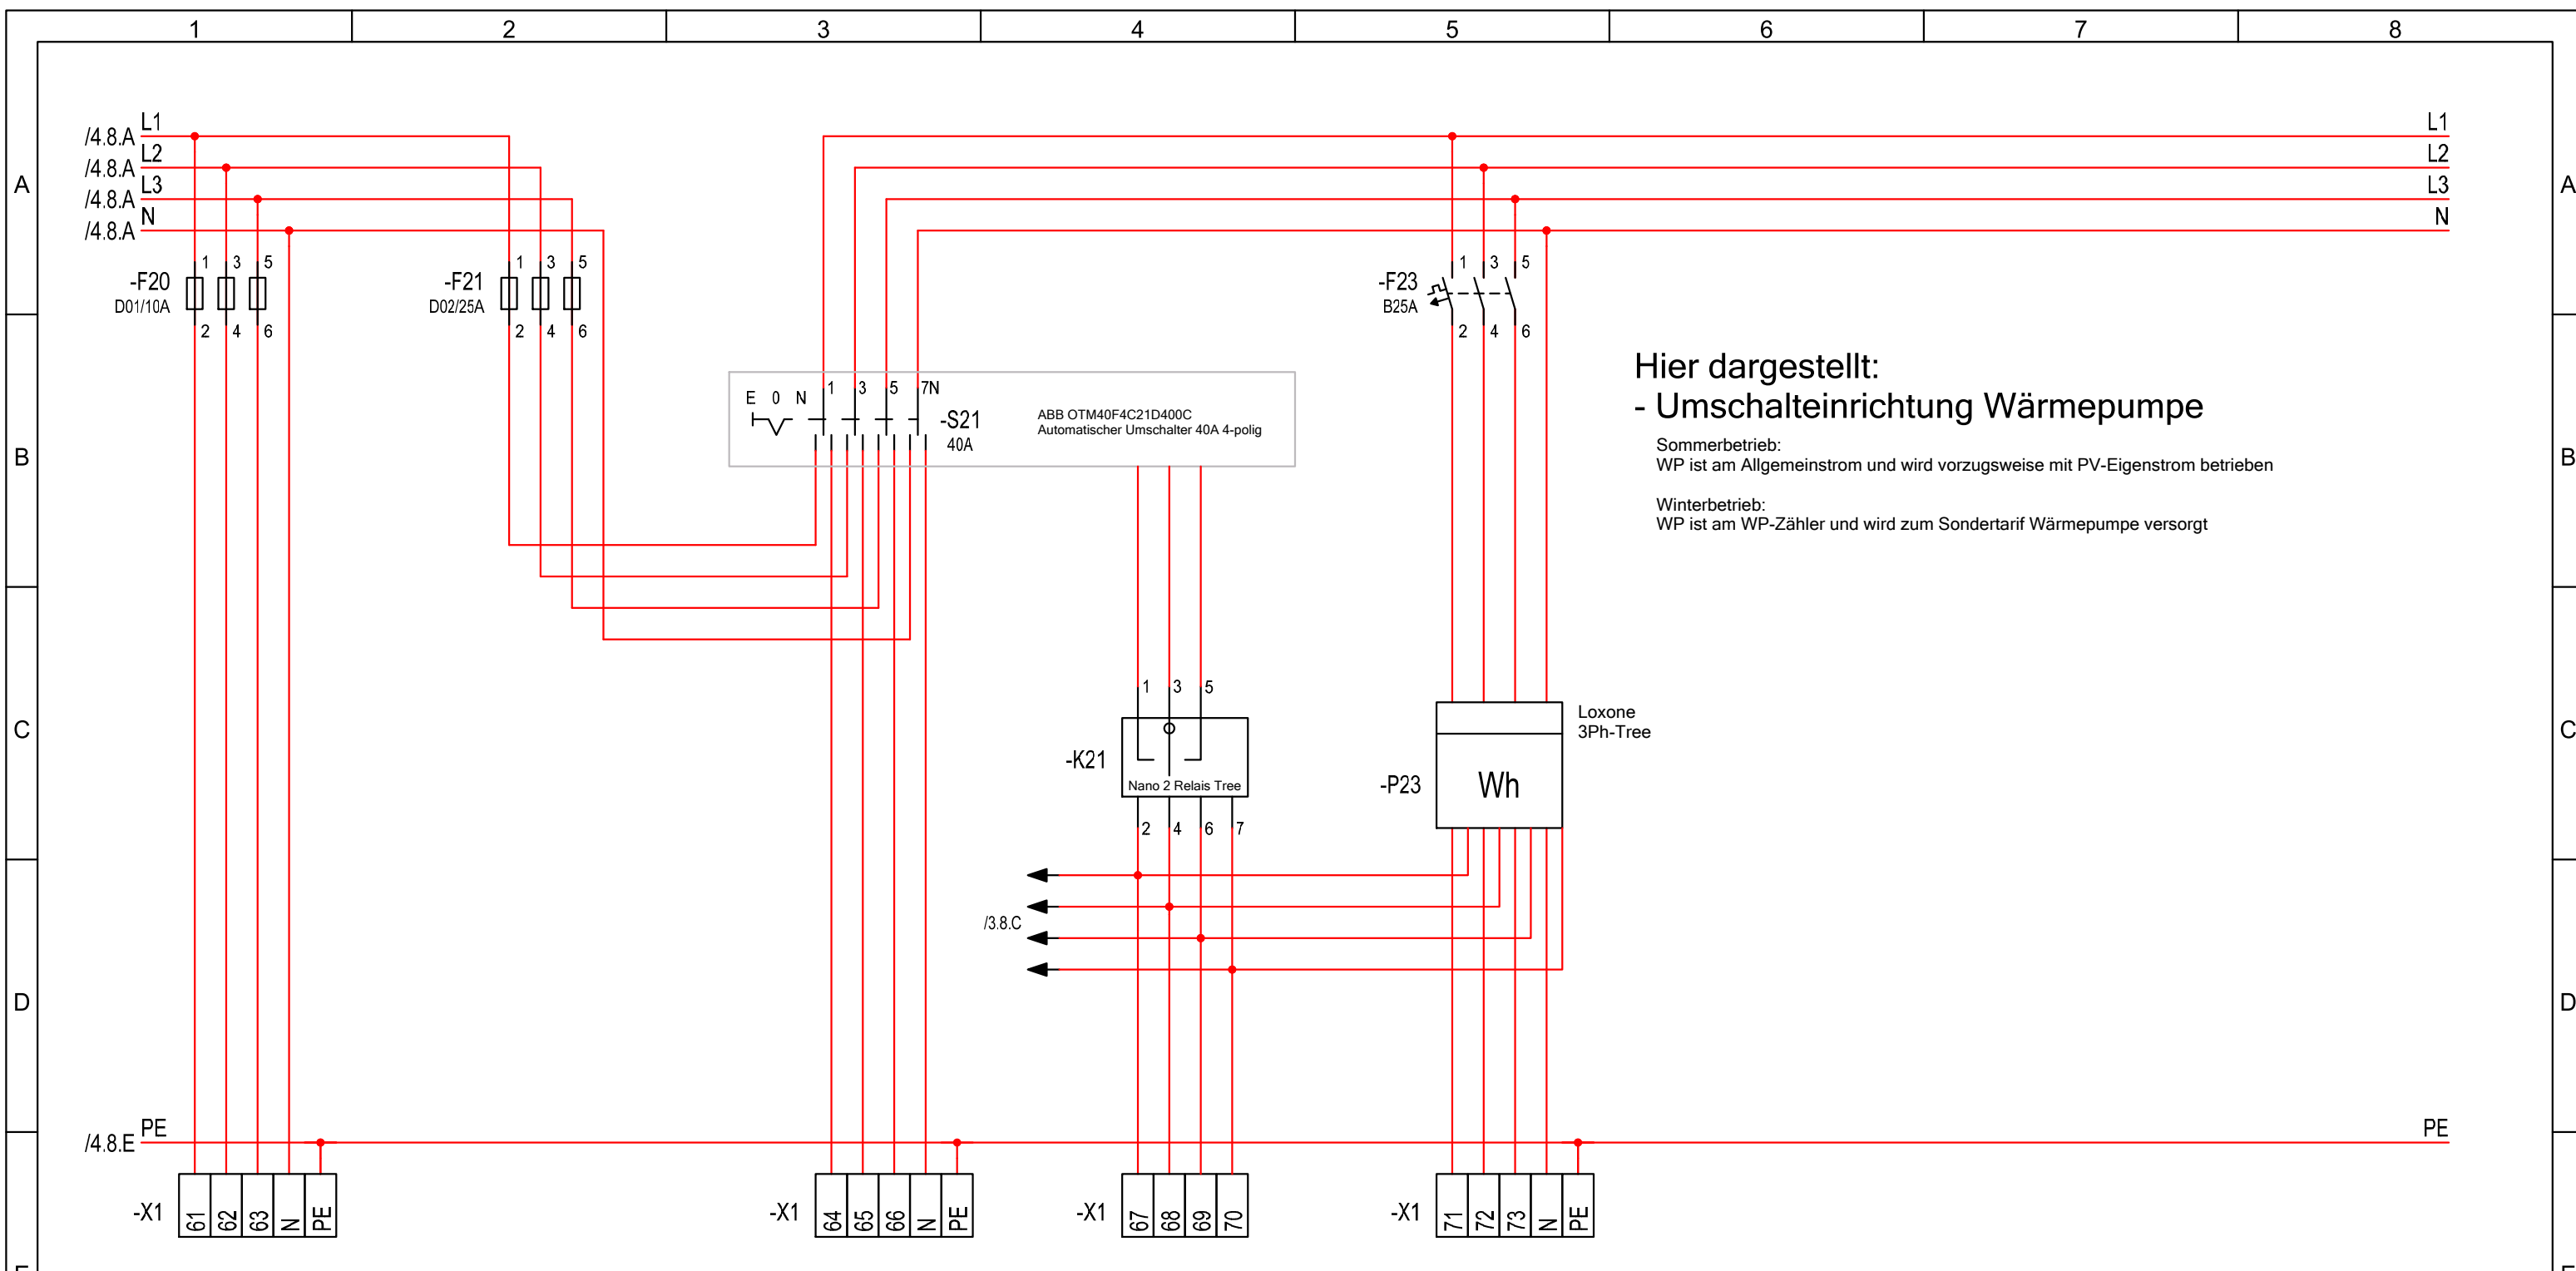 1 2 3 4 5 6 7 8
L1 L1
/4.8.A
L2 L2
/4.8.A
A L3 L3 A
/4.8.A
N N
/4.8.A
1 3 5 1 3 5 1 3 5
-F20 -F21 -F23
D01/10A D02/25A B25A
2 4 6 2 4 6 2 4 6
Hier dargestellt:
- Umschalteinrichtung Wärmepumpe
Sommerbetrieb:
WP ist am Allgemeinstrom und wird vorzugsweise mit PV-Eigenstrom betrieben
Winterbetrieb:
WP ist am WP-Zähler und wird zum Sondertarif Wärmepumpe versorgt
E 0 N 1 3 5 7N
-S21
40A
ABB OTM40F4C21D400C
Automatischer Umschalter 40A 4-polig
B B
1 3 5
-K21
Nano 2 Relais Tree
2 4 6 7
Loxone
3Ph-Tree
-P23 Wh
C C
/3.8.C
D D
PE PE
/4.8.E
-X1 61 62 63 N PE
-X1 64 65 66 N PE
-X1 67 68 69 70
-X1 71 72 73 N PE